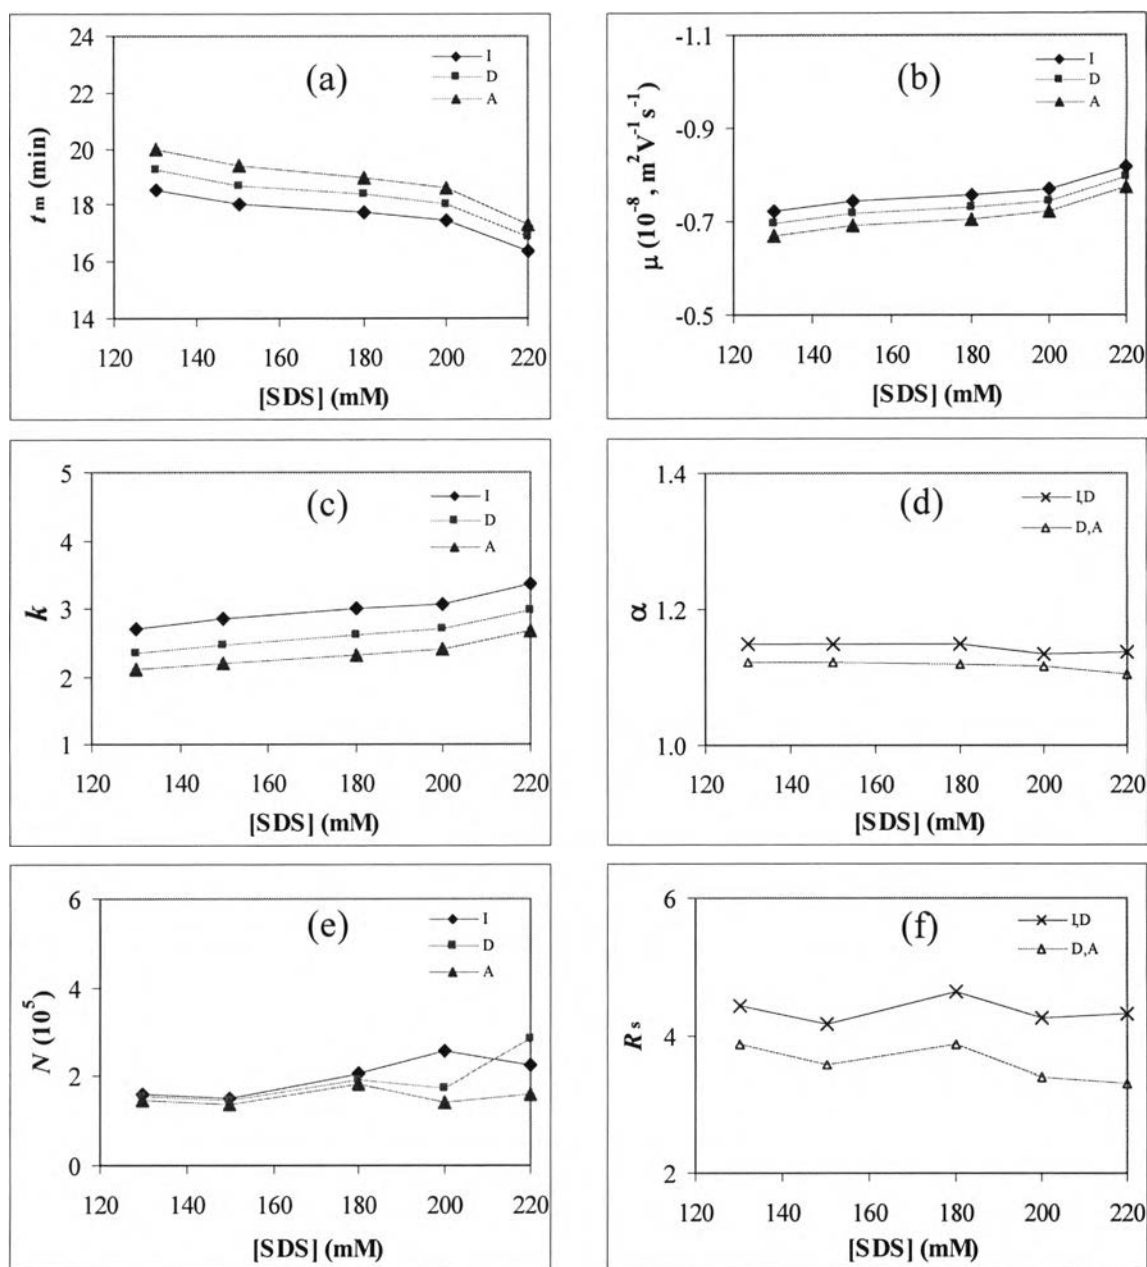 (a)
I
D
A
24
22
20
18
16
14
tm (min)
120 140 160 180 200 220
[SDS] (mM)
(b)
I
D
A
-1.1
-0.9
-0.7
-0.5
μ (10⁻⁸, m²V⁻¹s⁻¹)
120 140 160 180 200 220
[SDS] (mM)
(c)
I
D
A
5
4
3
2
1
k
120 140 160 180 200 220
[SDS] (mM)
(d)
I,D
D,A
1.4
1.2
1.0
α
120 140 160 180 200 220
[SDS] (mM)
(e)
I
D
A
6
4
2
0
N (10⁵)
120 140 160 180 200 220
[SDS] (mM)
(f)
I,D
D,A
6
4
2
Rs
120 140 160 180 200 220
[SDS] (mM)